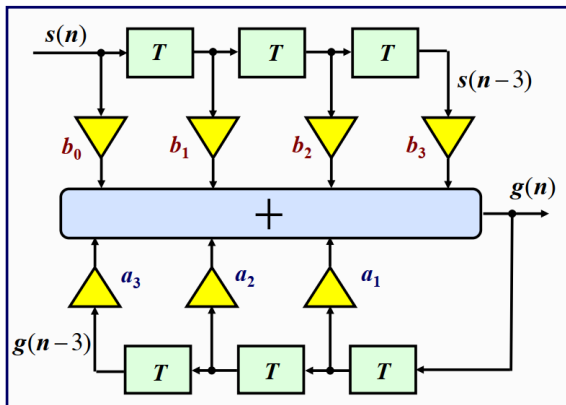 s(n)
T T T
s(n−3)
b₀ b₁ b₂ b₃
g(n)
+
a₃ a₂ a₁
g(n−3)
T T T